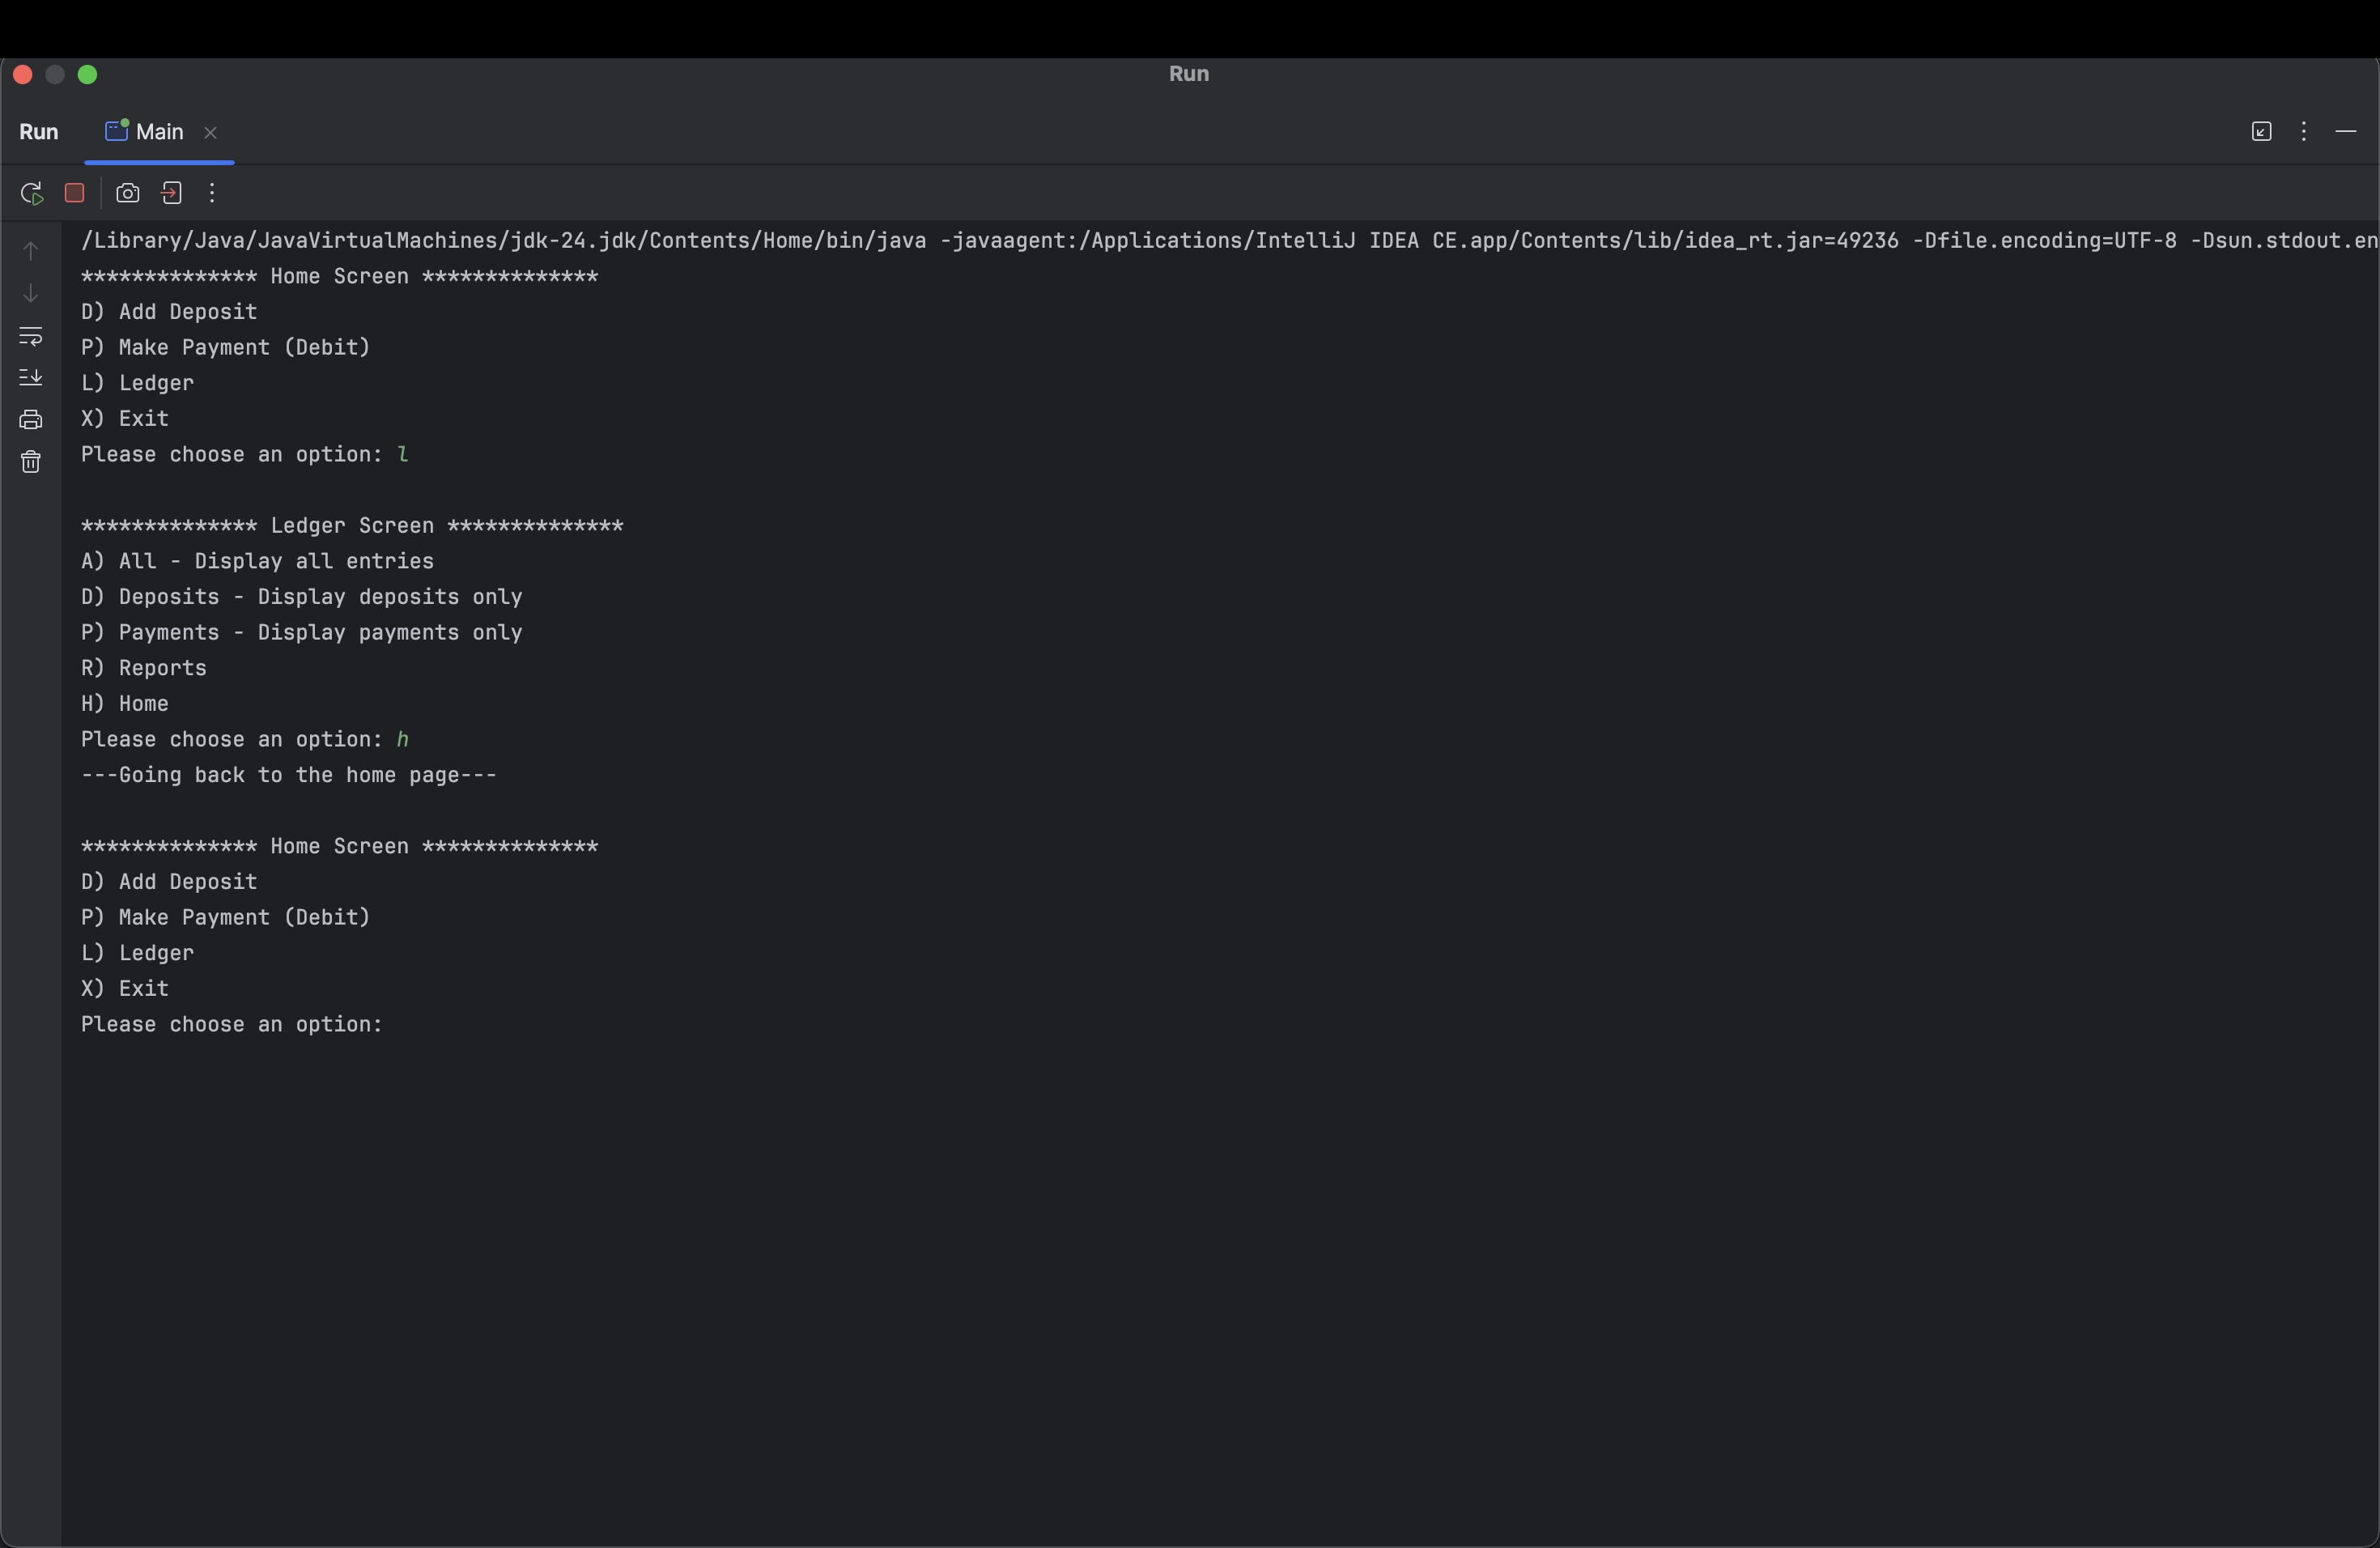 Run
Run Main
/Library/Java/JavaVirtualMachines/jdk-24.jdk/Contents/Home/bin/java -javaagent:/Applications/IntelliJ IDEA CE.app/Contents/lib/idea_rt.jar=49236 -Dfile.encoding=UTF-8 -Dsun.stdout.en
************** Home Screen **************
D) Add Deposit
P) Make Payment (Debit)
L) Ledger
X) Exit
Please choose an option: l
************** Ledger Screen **************
A) All - Display all entries
D) Deposits - Display deposits only
P) Payments - Display payments only
R) Reports
H) Home
Please choose an option: h
---Going back to the home page---
************** Home Screen **************
D) Add Deposit
P) Make Payment (Debit)
L) Ledger
X) Exit
Please choose an option: